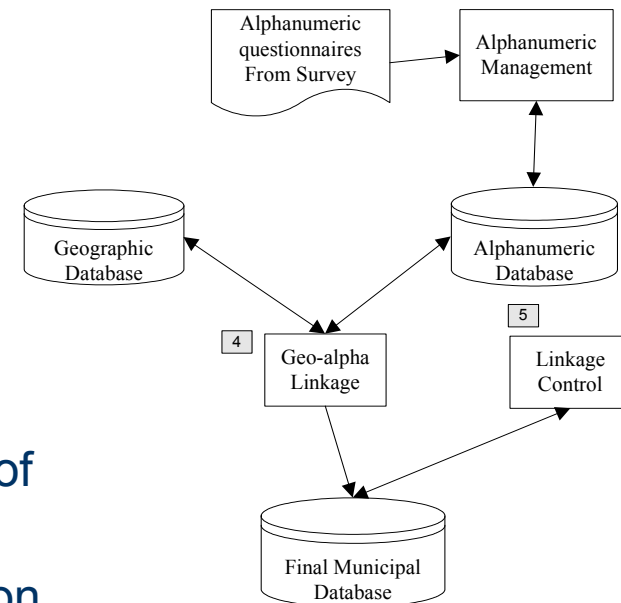 Alphanumeric
questionnaires
From Survey
Alphanumeric
Management
Geographic
Database
Alphanumeric
Database
4
Geo-alpha
Linkage
5
Linkage
Control
of
on
Final Municipal
Database